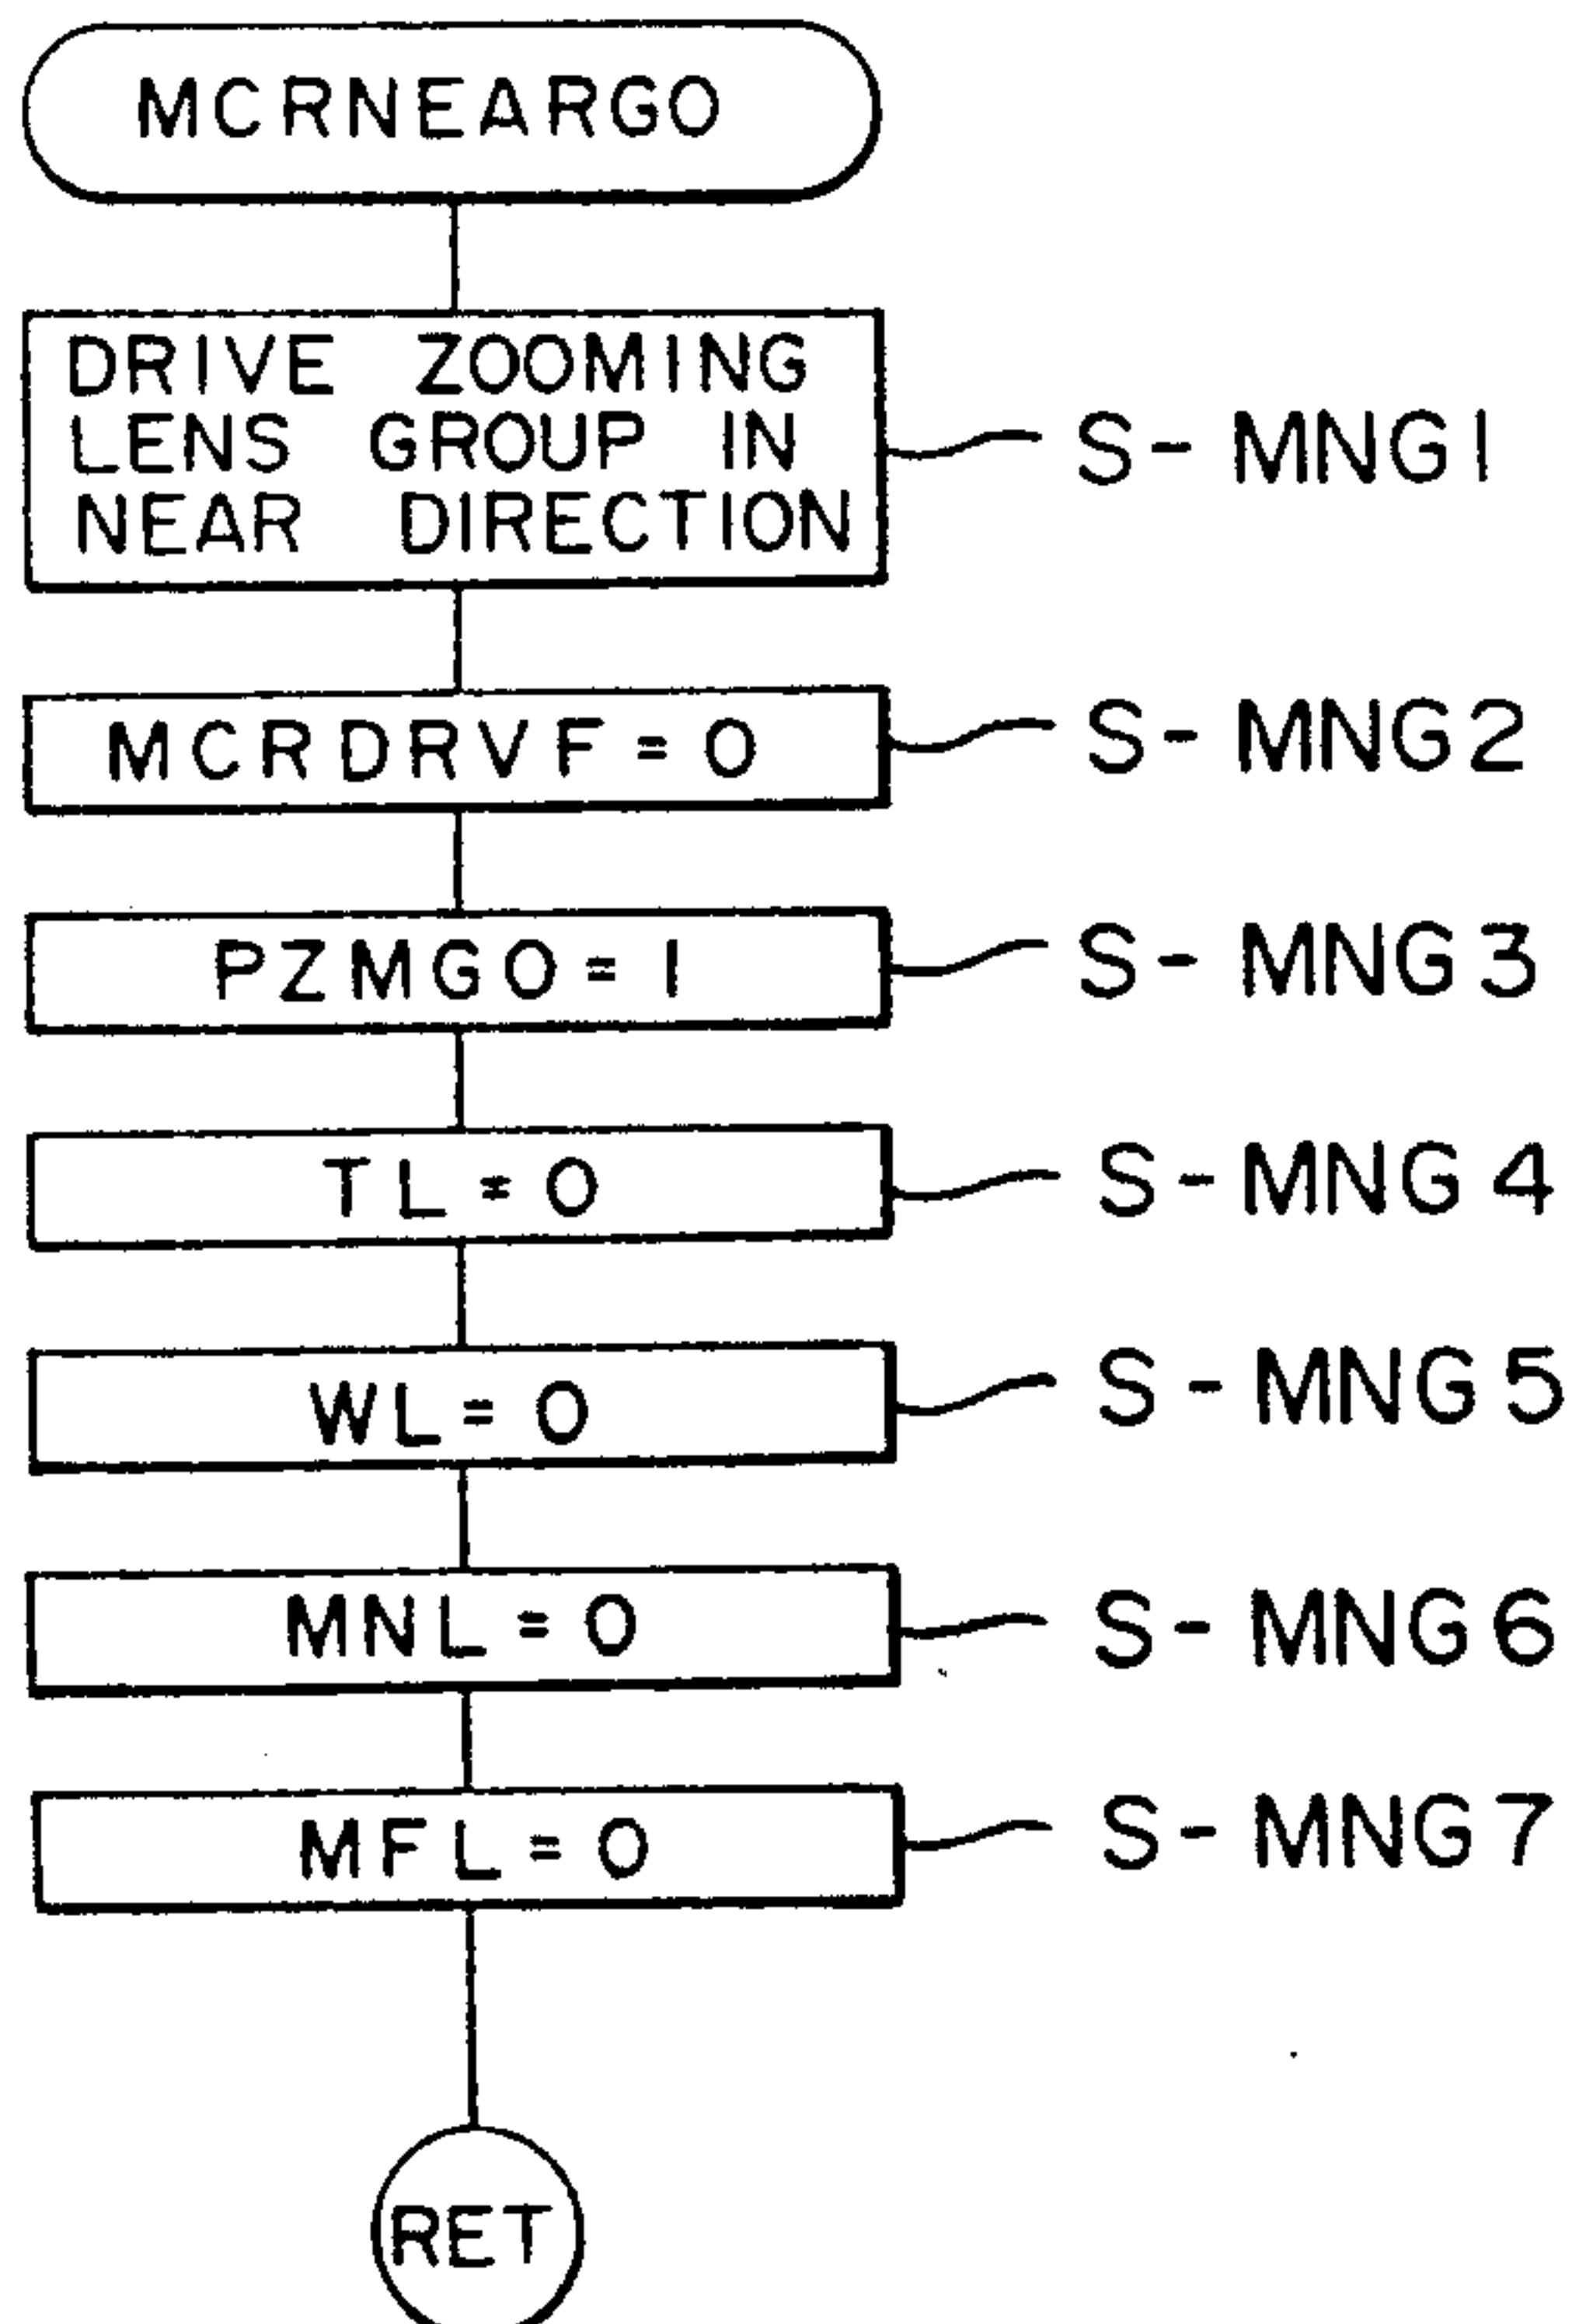 MCRNEARGO
DRIVE ZOOMING
LENS GROUP IN
NEAR DIRECTION
S-MNG1
MCRDRVF=0
S-MNG2
PZMGO=1
S-MNG3
TL=0
S-MNG4
WL=0
S-MNG5
MNL=0
S-MNG6
MFL=0
S-MNG7
RET